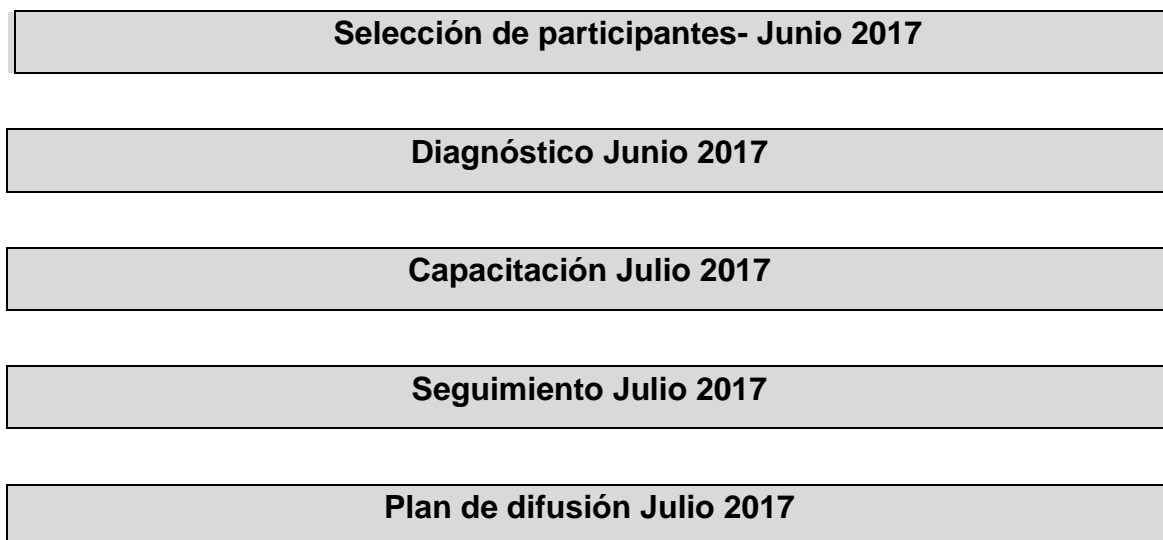 Selección de participantes- Junio 2017
Diagnóstico Junio 2017
Capacitación Julio 2017
Seguimiento Julio 2017
Plan de difusión Julio 2017